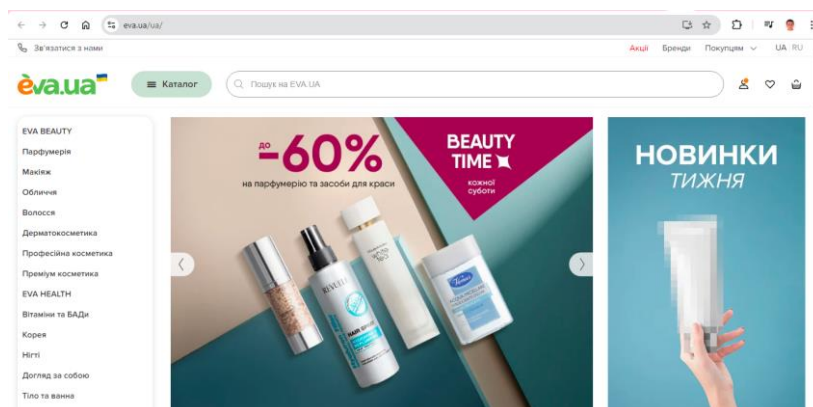 eva.ua/ua/
Зв'язатися з нами
Акції Бренди Покупцям UA RU
èva.ua
Каталог
Пошук на EVA.UA
EVA BEAUTY
Парфумерія
Макіяж
Обличчя
Волосся
Дерматокосметика
Професійна косметика
Преміум косметика
EVA HEALTH
Вітаміни та БАДи
Корея
Нігті
Догляд за собою
Тіло та ванна
до
-60%
на парфумерію та засоби для краси
BEAUTY
TIME
кожної
суботи
REVUELE
HAIR SPRAY
Venus
НОВИНКИ
ТИЖНЯ